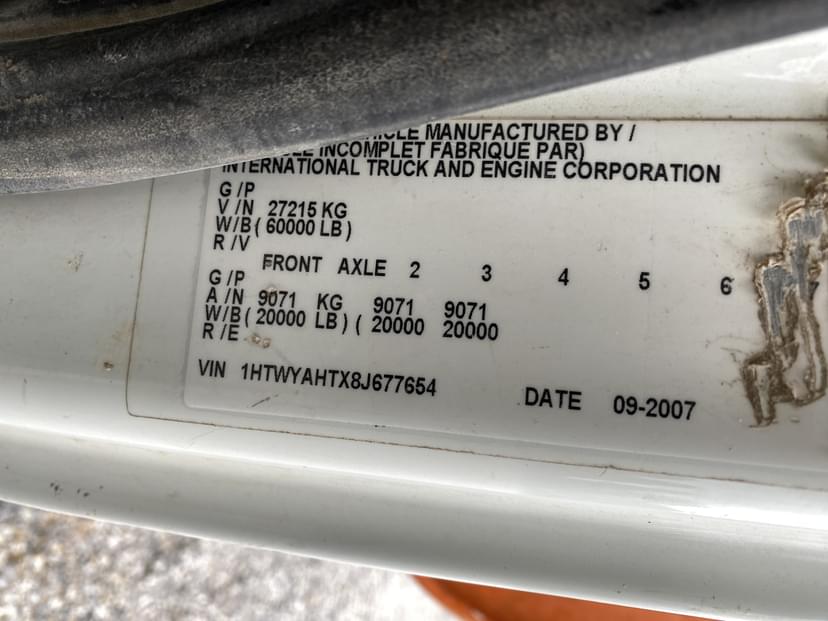 MANUFACTURED BY /
INCOMPLET FABRIQUE PAR)
INTERNATIONAL TRUCK AND ENGINE CORPORATION
G /P
V /N 27215 KG
W/B ( 60000 LB )
R /V
FRONT AXLE 2 3 4 5 6
G /P
A /N 9071 KG 9071 9071
W/B ( 20000 LB ) ( 20000 20000
R /E
VIN 1HTWYAHTX8J677654 DATE 09-2007